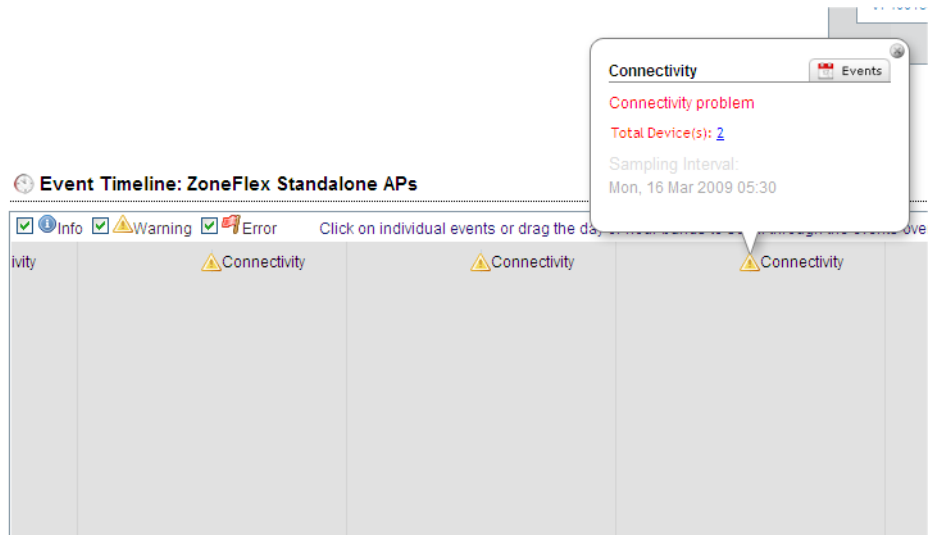 Connectivity
Events
Connectivity problem
Total Device(s): 2
Sampling Interval:
Mon, 16 Mar 2009 05:30
Event Timeline: ZoneFlex Standalone APs
Info Warning Error Click on individual events or drag the day
ivity Connectivity Connectivity Connectivity